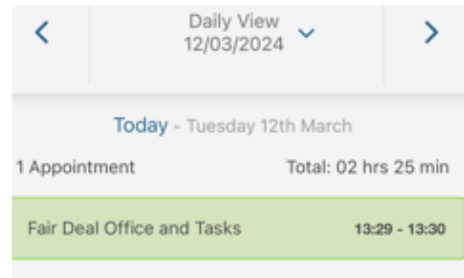 Daily View
12/03/2024
Today - Tuesday 12th March
1 Appointment Total: 02 hrs 25 min
Fair Deal Office and Tasks 13:29 - 13:30